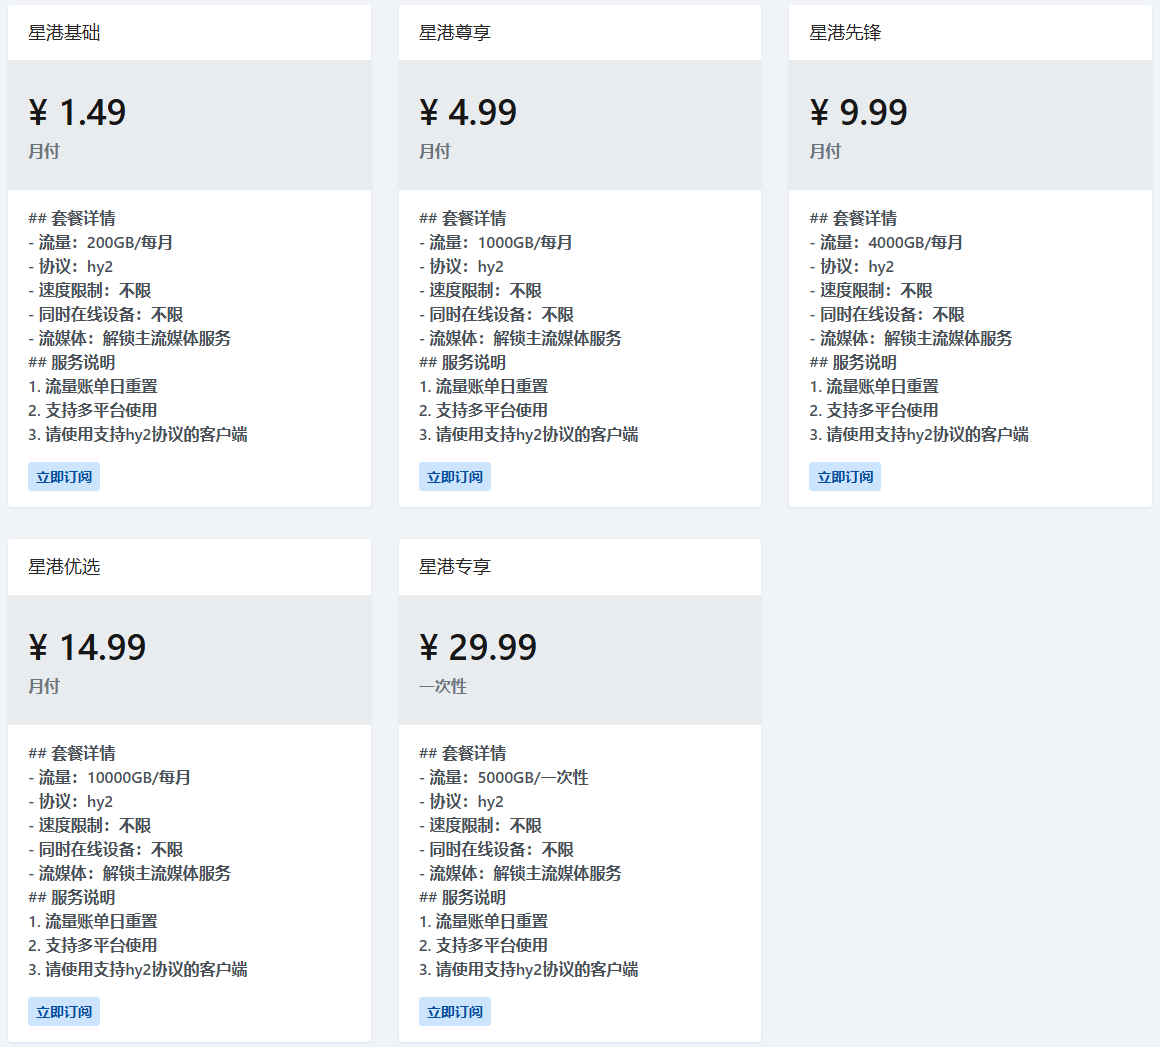 星港基础
¥ 1.49
月付
## 套餐详情
- 流量：200GB/每月
- 协议：hy2
- 速度限制：不限
- 同时在线设备：不限
- 流媒体：解锁主流媒体服务
## 服务说明
1. 流量账单日重置
2. 支持多平台使用
3. 请使用支持hy2协议的客户端
立即订阅
星港尊享
¥ 4.99
月付
## 套餐详情
- 流量：1000GB/每月
- 协议：hy2
- 速度限制：不限
- 同时在线设备：不限
- 流媒体：解锁主流媒体服务
## 服务说明
1. 流量账单日重置
2. 支持多平台使用
3. 请使用支持hy2协议的客户端
立即订阅
星港先锋
¥ 9.99
月付
## 套餐详情
- 流量：4000GB/每月
- 协议：hy2
- 速度限制：不限
- 同时在线设备：不限
- 流媒体：解锁主流媒体服务
## 服务说明
1. 流量账单日重置
2. 支持多平台使用
3. 请使用支持hy2协议的客户端
立即订阅
星港优选
¥ 14.99
月付
## 套餐详情
- 流量：10000GB/每月
- 协议：hy2
- 速度限制：不限
- 同时在线设备：不限
- 流媒体：解锁主流媒体服务
## 服务说明
1. 流量账单日重置
2. 支持多平台使用
3. 请使用支持hy2协议的客户端
立即订阅
星港专享
¥ 29.99
一次性
## 套餐详情
- 流量：5000GB/一次性
- 协议：hy2
- 速度限制：不限
- 同时在线设备：不限
- 流媒体：解锁主流媒体服务
## 服务说明
1. 流量账单日重置
2. 支持多平台使用
3. 请使用支持hy2协议的客户端
立即订阅